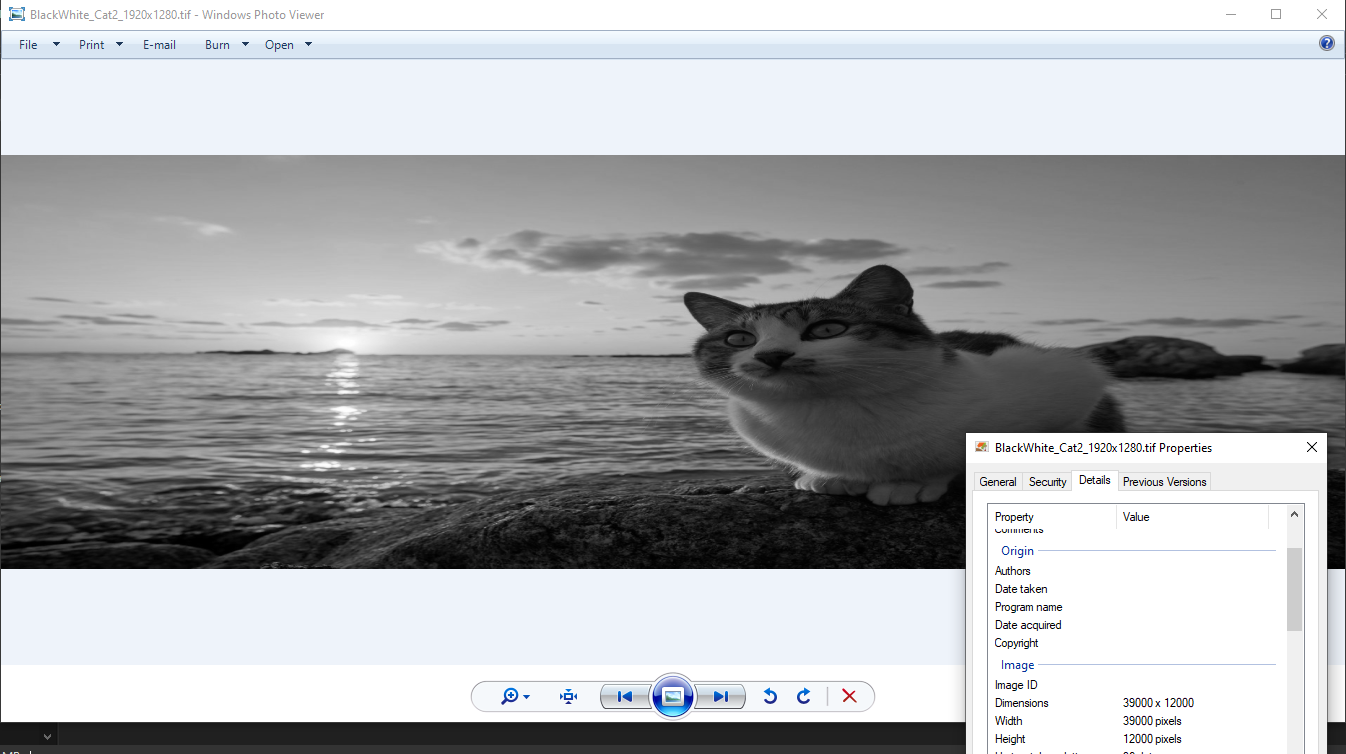 BlackWhite_Cat2_1920x1280.tif - Windows Photo Viewer
File Print E-mail Burn Open
BlackWhite_Cat2_1920x1280.tif Properties
General Security Details Previous Versions
Property Value
Comments
Origin
Authors
Date taken
Program name
Date acquired
Copyright
Image
Image ID
Dimensions 39000 x 12000
Width 39000 pixels
Height 12000 pixels